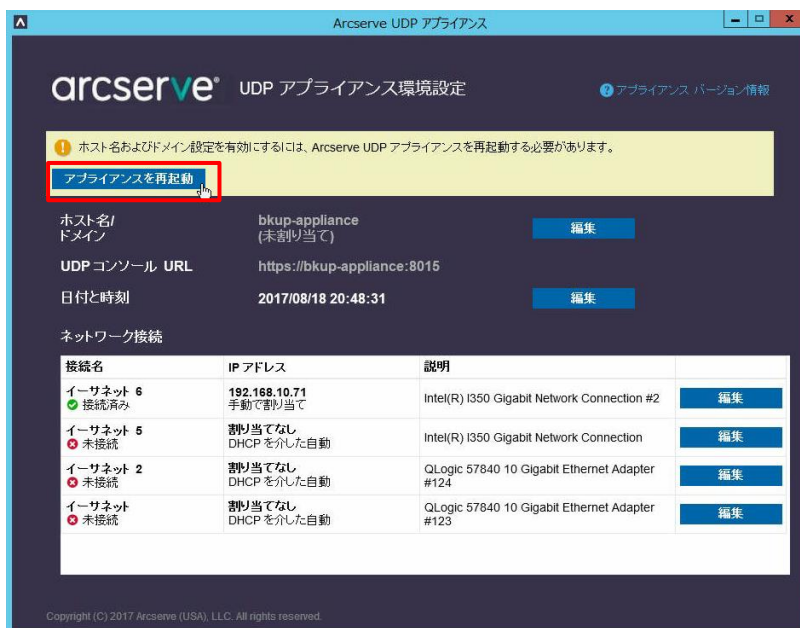 Arcserve UDP アプライアンス
arcserve® UDP アプライアンス環境設定
アプライアンス バージョン情報
ホスト名およびドメイン設定を有効にするには、Arcserve UDP アプライアンスを再起動する必要があります。
アプライアンスを再起動
ホスト名/ bkup-appliance 編集
ドメイン (未割り当て)
UDP コンソール URL https://bkup-appliance:8015
日付と時刻 2017/08/18 20:48:31 編集
ネットワーク接続
接続名 IP アドレス 説明
イーサネット 6 192.168.10.71 Intel(R) I350 Gigabit Network Connection #2 編集
接続済み 手動で割り当て
イーサネット 5 割り当てなし Intel(R) I350 Gigabit Network Connection 編集
未接続 DHCP を介した自動
イーサネット 2 割り当てなし QLogic 57840 10 Gigabit Ethernet Adapter 編集
未接続 DHCP を介した自動 #124
イーサネット 割り当てなし QLogic 57840 10 Gigabit Ethernet Adapter 編集
未接続 DHCP を介した自動 #123
Copyright (C) 2017 Arcserve (USA), LLC. All rights reserved.